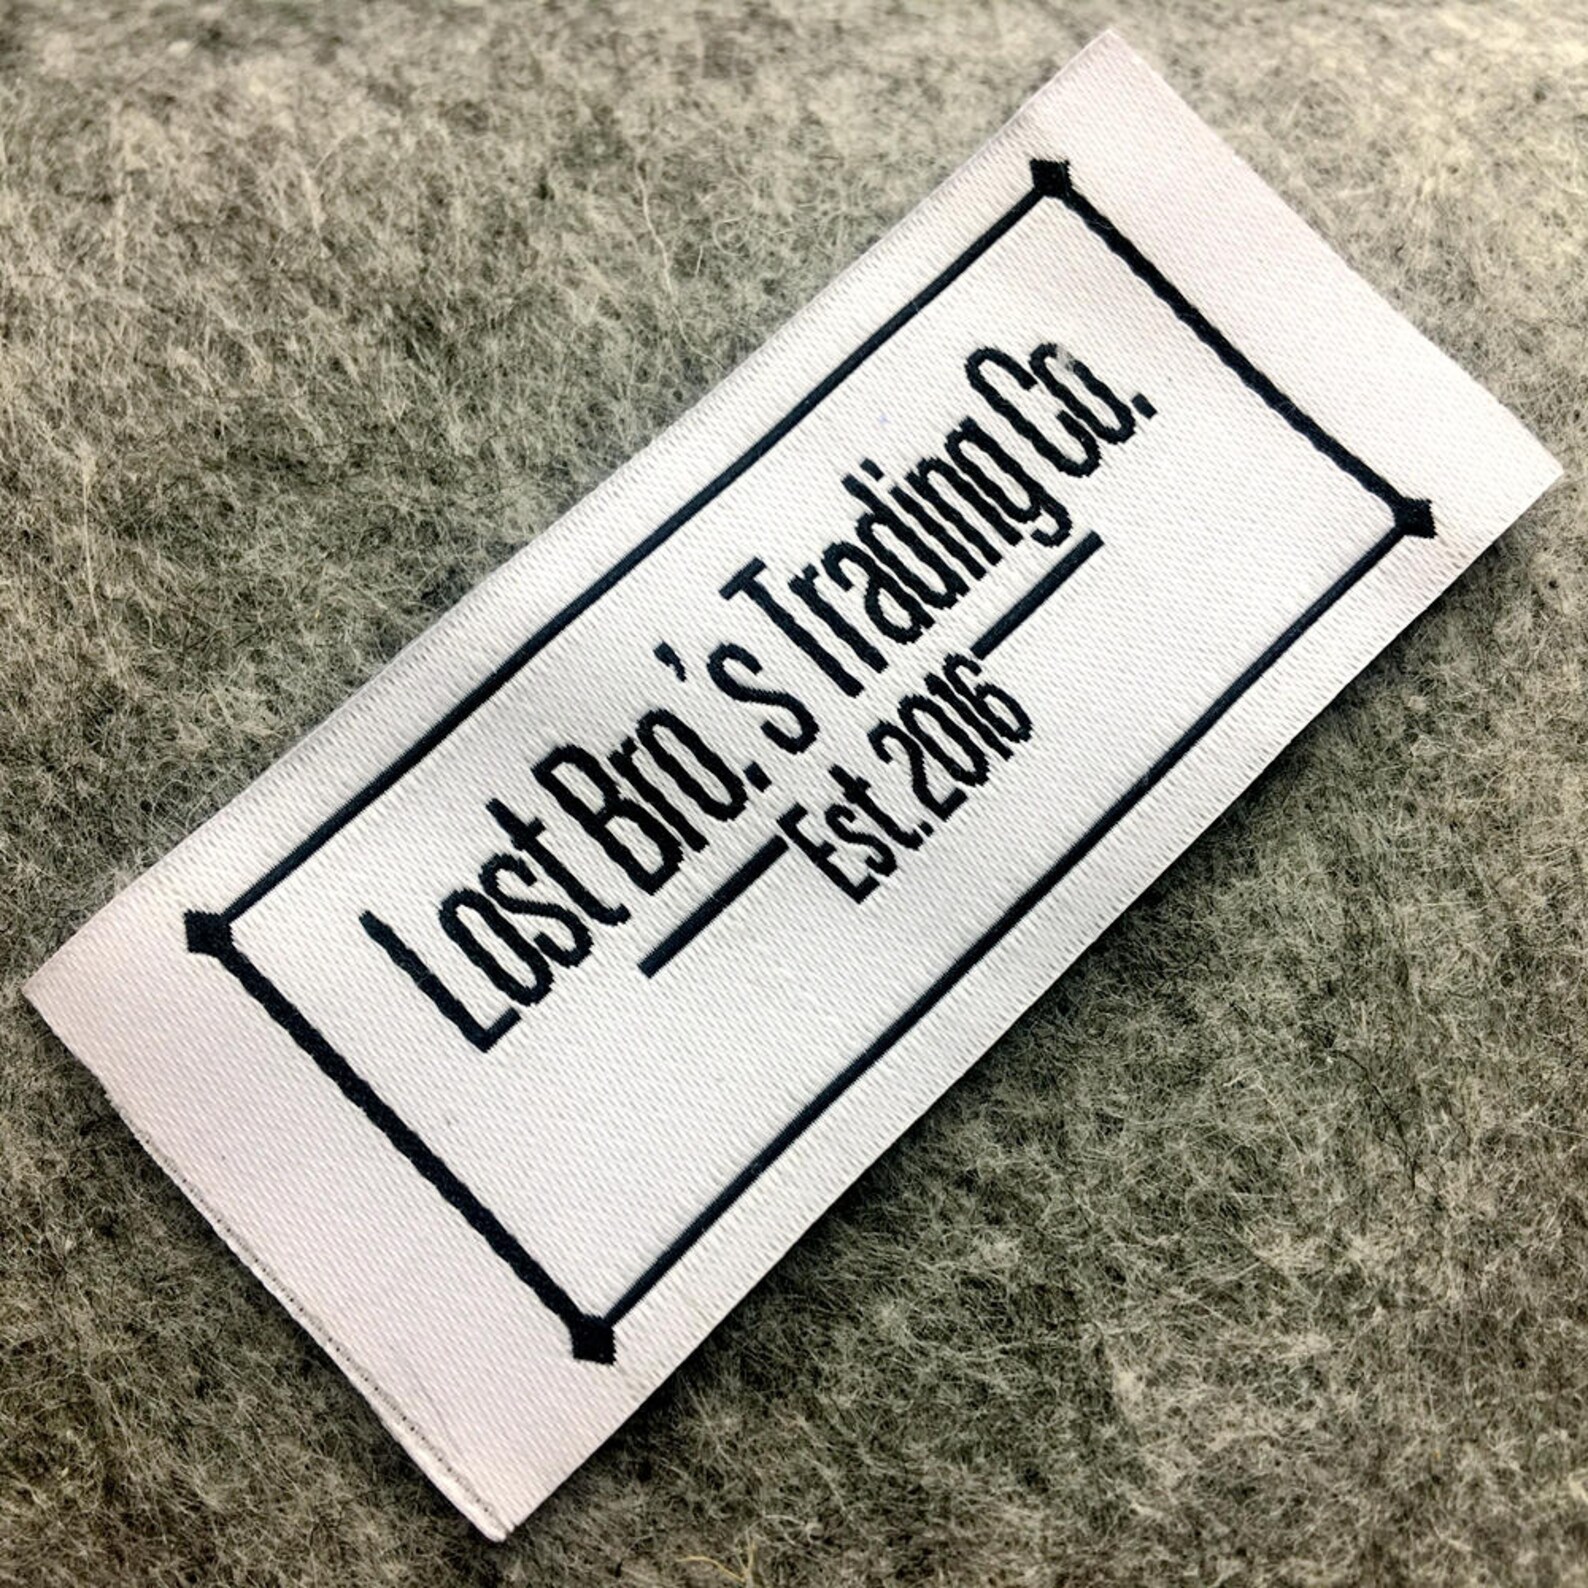 Lost Bro.'s Trading Co.
Est. 2016